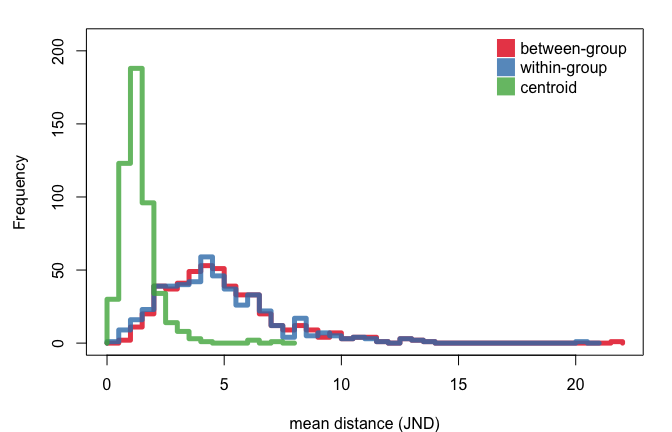 between-group
within-group
centroid
Frequency
200
150
100
50
0
0 5 10 15 20
mean distance (JND)